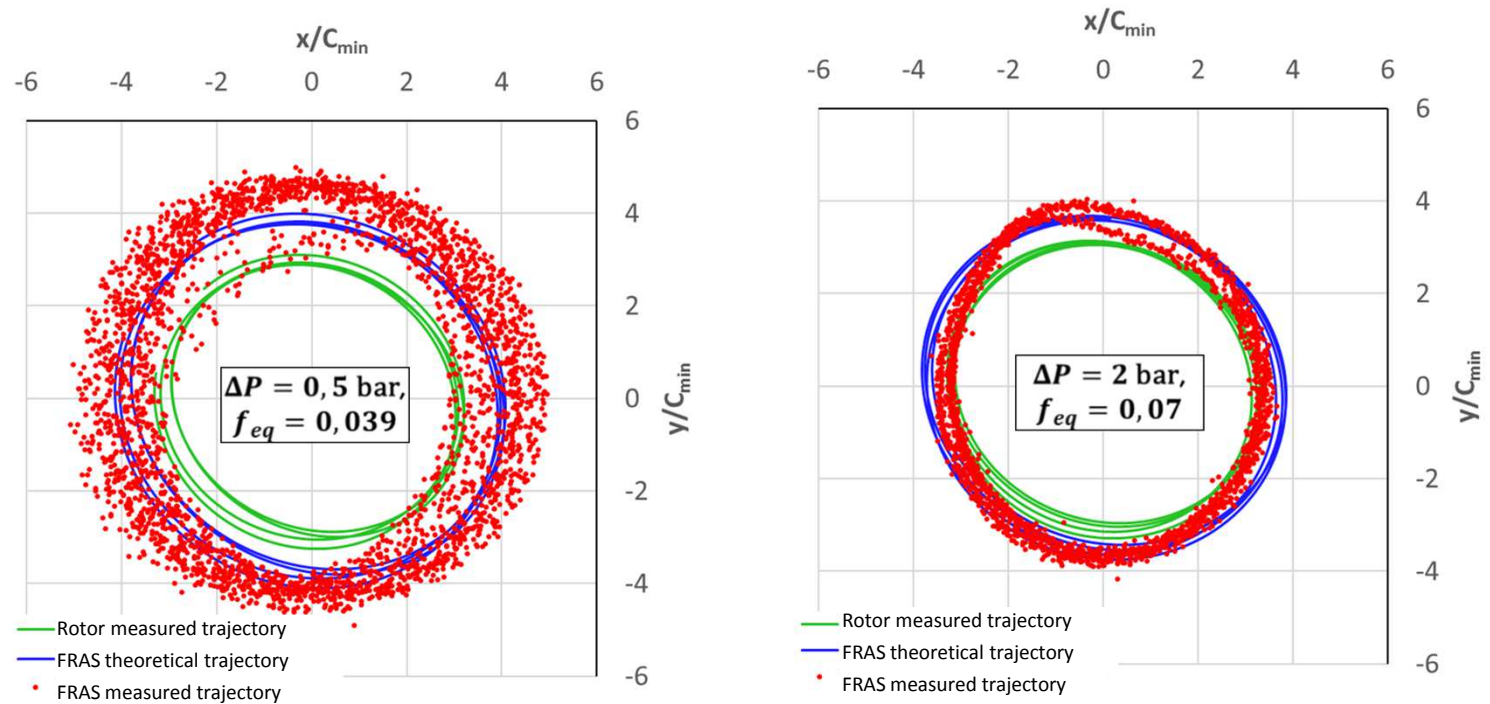 x/Cmin
-6 -4 -2 0 2 4 6
6
4
2
0
-2
-4
-6
y/Cmin
ΔP = 0,5 bar,
feq = 0,039
Rotor measured trajectory
FRAS theoretical trajectory
FRAS measured trajectory
x/Cmin
-6 -4 -2 0 2 4 6
6
4
2
0
-2
-4
-6
y/Cmin
ΔP = 2 bar,
feq = 0,07
Rotor measured trajectory
FRAS theoretical trajectory
FRAS measured trajectory